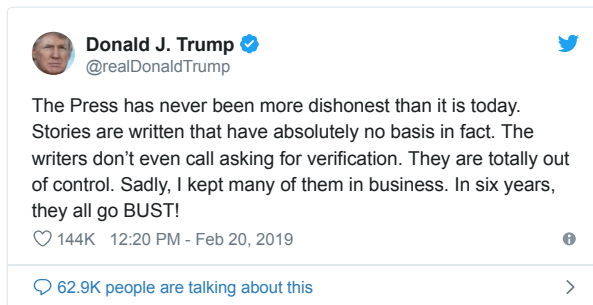 Donald J. Trump
@realDonaldTrump
The Press has never been more dishonest than it is today.
Stories are written that have absolutely no basis in fact. The
writers don’t even call asking for verification. They are totally out
of control. Sadly, I kept many of them in business. In six years,
they all go BUST!
144K 12:20 PM - Feb 20, 2019
62.9K people are talking about this